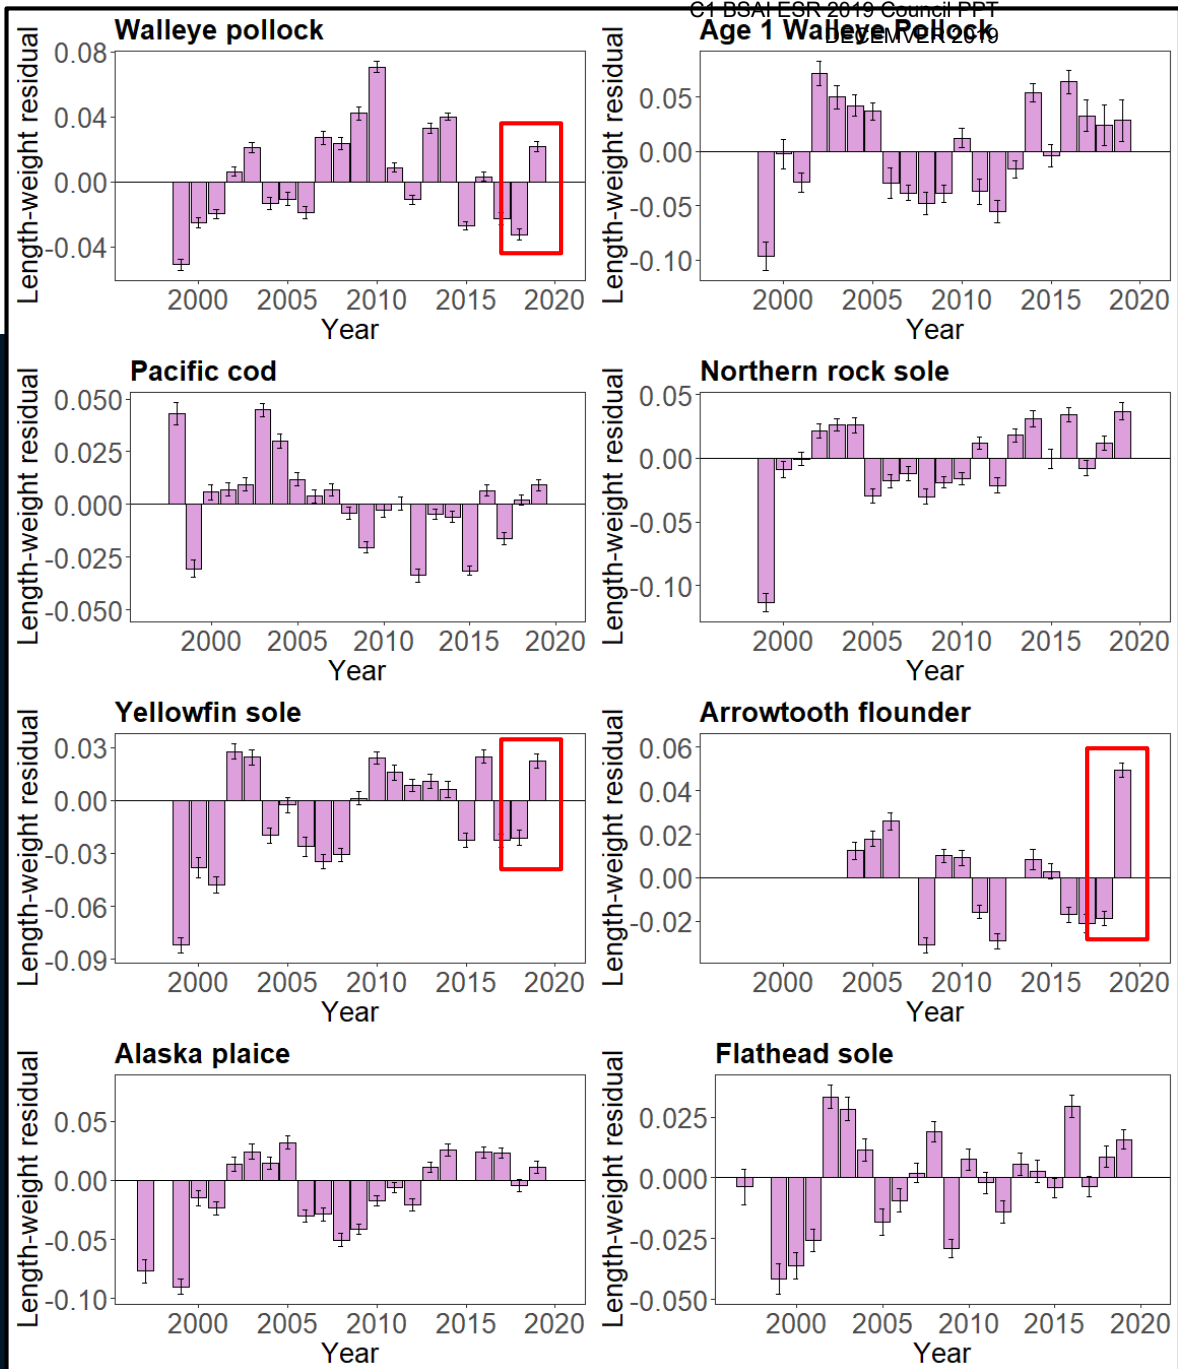 C1 BSAI ESR 2019 Council PPT
DECEMVER 2019
Walleye pollock
Length-weight residual
0.08
0.04
0.00
-0.04
2000 2005 2010 2015 2020
Year
Age 1 Walleye Pollock
Length-weight residual
0.05
0.00
-0.05
-0.10
2000 2005 2010 2015 2020
Year
Pacific cod
Length-weight residual
0.050
0.025
0.000
-0.025
-0.050
2000 2005 2010 2015 2020
Year
Northern rock sole
Length-weight residual
0.05
0.00
-0.05
-0.10
2000 2005 2010 2015 2020
Year
Yellowfin sole
Length-weight residual
0.03
0.00
-0.03
-0.06
-0.09
2000 2005 2010 2015 2020
Year
Arrowtooth flounder
Length-weight residual
0.06
0.04
0.02
0.00
-0.02
2000 2005 2010 2015 2020
Year
Alaska plaice
Length-weight residual
0.05
0.00
-0.05
-0.10
2000 2005 2010 2015 2020
Year
Flathead sole
Length-weight residual
0.025
0.000
-0.025
-0.050
2000 2005 2010 2015 2020
Year